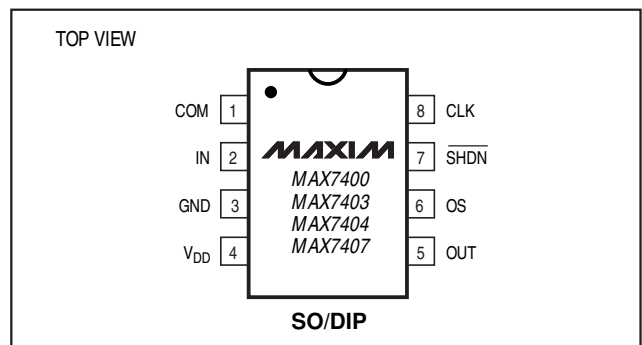 TOP VIEW
COM 1
8 CLK
IN 2
MAXIM
7 SHDN
MAX7400
GND 3
MAX7403
6 OS
MAX7404
VDD 4
MAX7407
5 OUT
SO/DIP